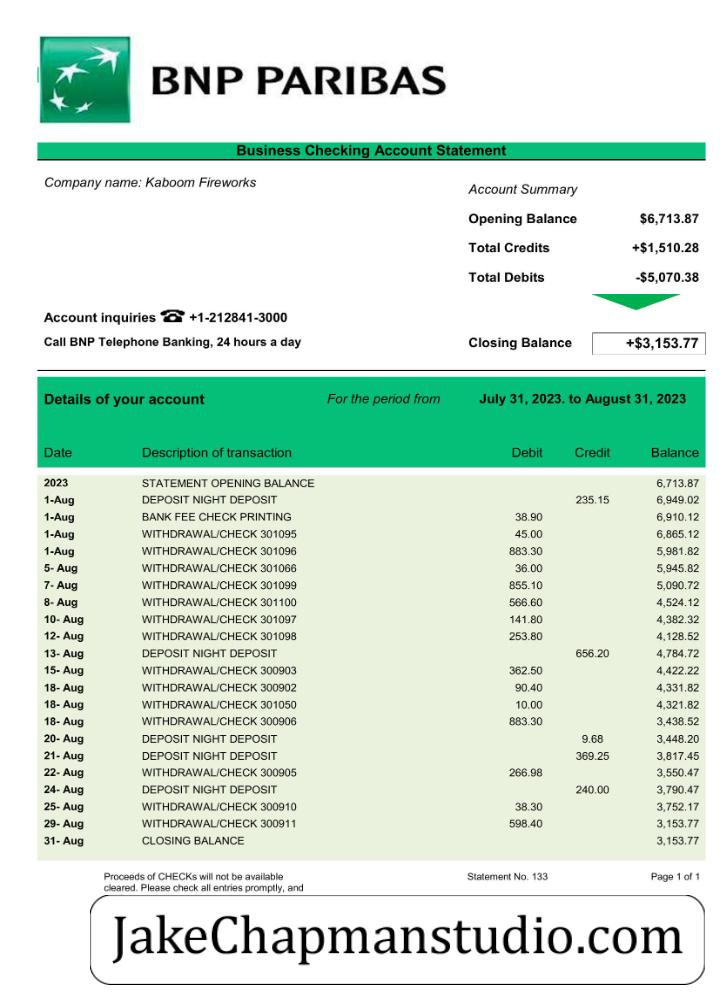 BNP PARIBAS
Business Checking Account Statement
Company name: Kaboom Fireworks
Account Summary
Opening Balance $6,713.87
Total Credits +$1,510.28
Total Debits -$5,070.38
Account inquiries ☎ +1-212841-3000
Call BNP Telephone Banking, 24 hours a day
Closing Balance +$3,153.77
Details of your account For the period from July 31, 2023. to August 31, 2023
Date Description of transaction Debit Credit Balance
2023 STATEMENT OPENING BALANCE 6,713.87
1-Aug DEPOSIT NIGHT DEPOSIT 235.15 6,949.02
1-Aug BANK FEE CHECK PRINTING 38.90 6,910.12
1-Aug WITHDRAWAL/CHECK 301095 45.00 6,865.12
1-Aug WITHDRAWAL/CHECK 301096 883.30 5,981.82
5- Aug WITHDRAWAL/CHECK 301066 36.00 5,945.82
7- Aug WITHDRAWAL/CHECK 301099 855.10 5,090.72
8- Aug WITHDRAWAL/CHECK 301100 566.60 4,524.12
10- Aug WITHDRAWAL/CHECK 301097 141.80 4,382.32
12- Aug WITHDRAWAL/CHECK 301098 253.80 4,128.52
13- Aug DEPOSIT NIGHT DEPOSIT 656.20 4,784.72
15- Aug WITHDRAWAL/CHECK 300903 362.50 4,422.22
18- Aug WITHDRAWAL/CHECK 300902 90.40 4,331.82
18- Aug WITHDRAWAL/CHECK 301050 10.00 4,321.82
18- Aug WITHDRAWAL/CHECK 300906 883.30 3,438.52
20- Aug DEPOSIT NIGHT DEPOSIT 9.68 3,448.20
21- Aug DEPOSIT NIGHT DEPOSIT 369.25 3,817.45
22- Aug WITHDRAWAL/CHECK 300905 266.98 3,550.47
24- Aug DEPOSIT NIGHT DEPOSIT 240.00 3,790.47
25- Aug WITHDRAWAL/CHECK 300910 38.30 3,752.17
29- Aug WITHDRAWAL/CHECK 300911 598.40 3,153.77
31- Aug CLOSING BALANCE 3,153.77
Proceeds of CHECKs will not be available Statement No. 133 Page 1 of 1
cleared. Please check all entries promptly, and
JakeChapmanstudio.com